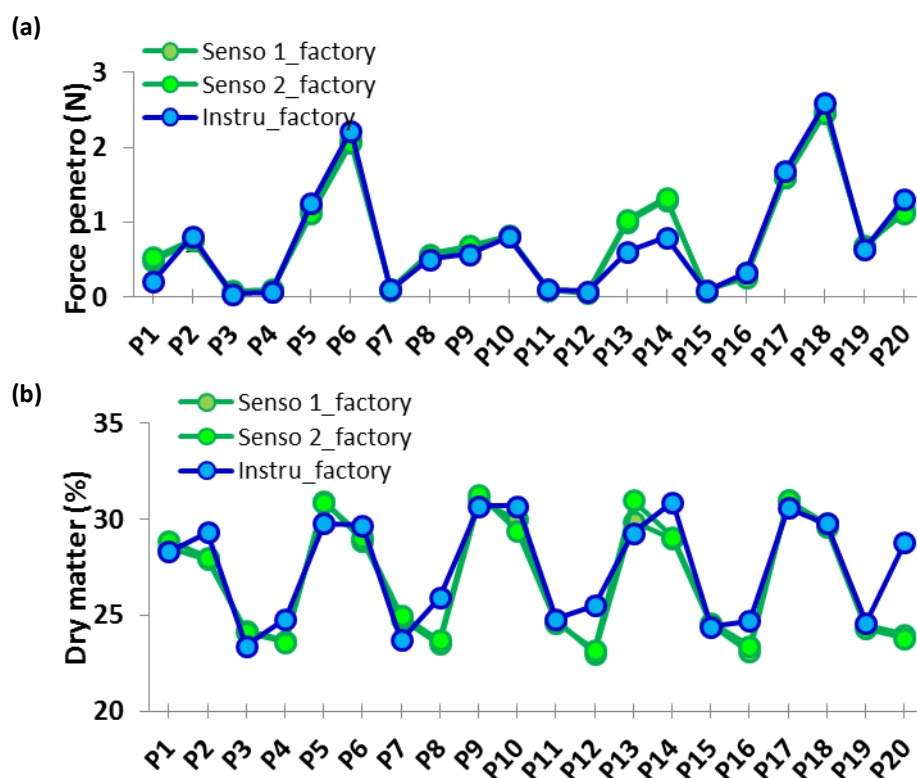 (a)
Senso 1_factory
Senso 2_factory
Instru_factory
Force penetro (N)
3
2
1
0
P1 P2 P3 P4 P5 P6 P7 P8 P9 P10 P11 P12 P13 P14 P15 P16 P17 P18 P19 P20
(b)
Senso 1_factory
Senso 2_factory
Instru_factory
Dry matter (%)
35
30
25
20
P1 P2 P3 P4 P5 P6 P7 P8 P9 P10 P11 P12 P13 P14 P15 P16 P17 P18 P19 P20